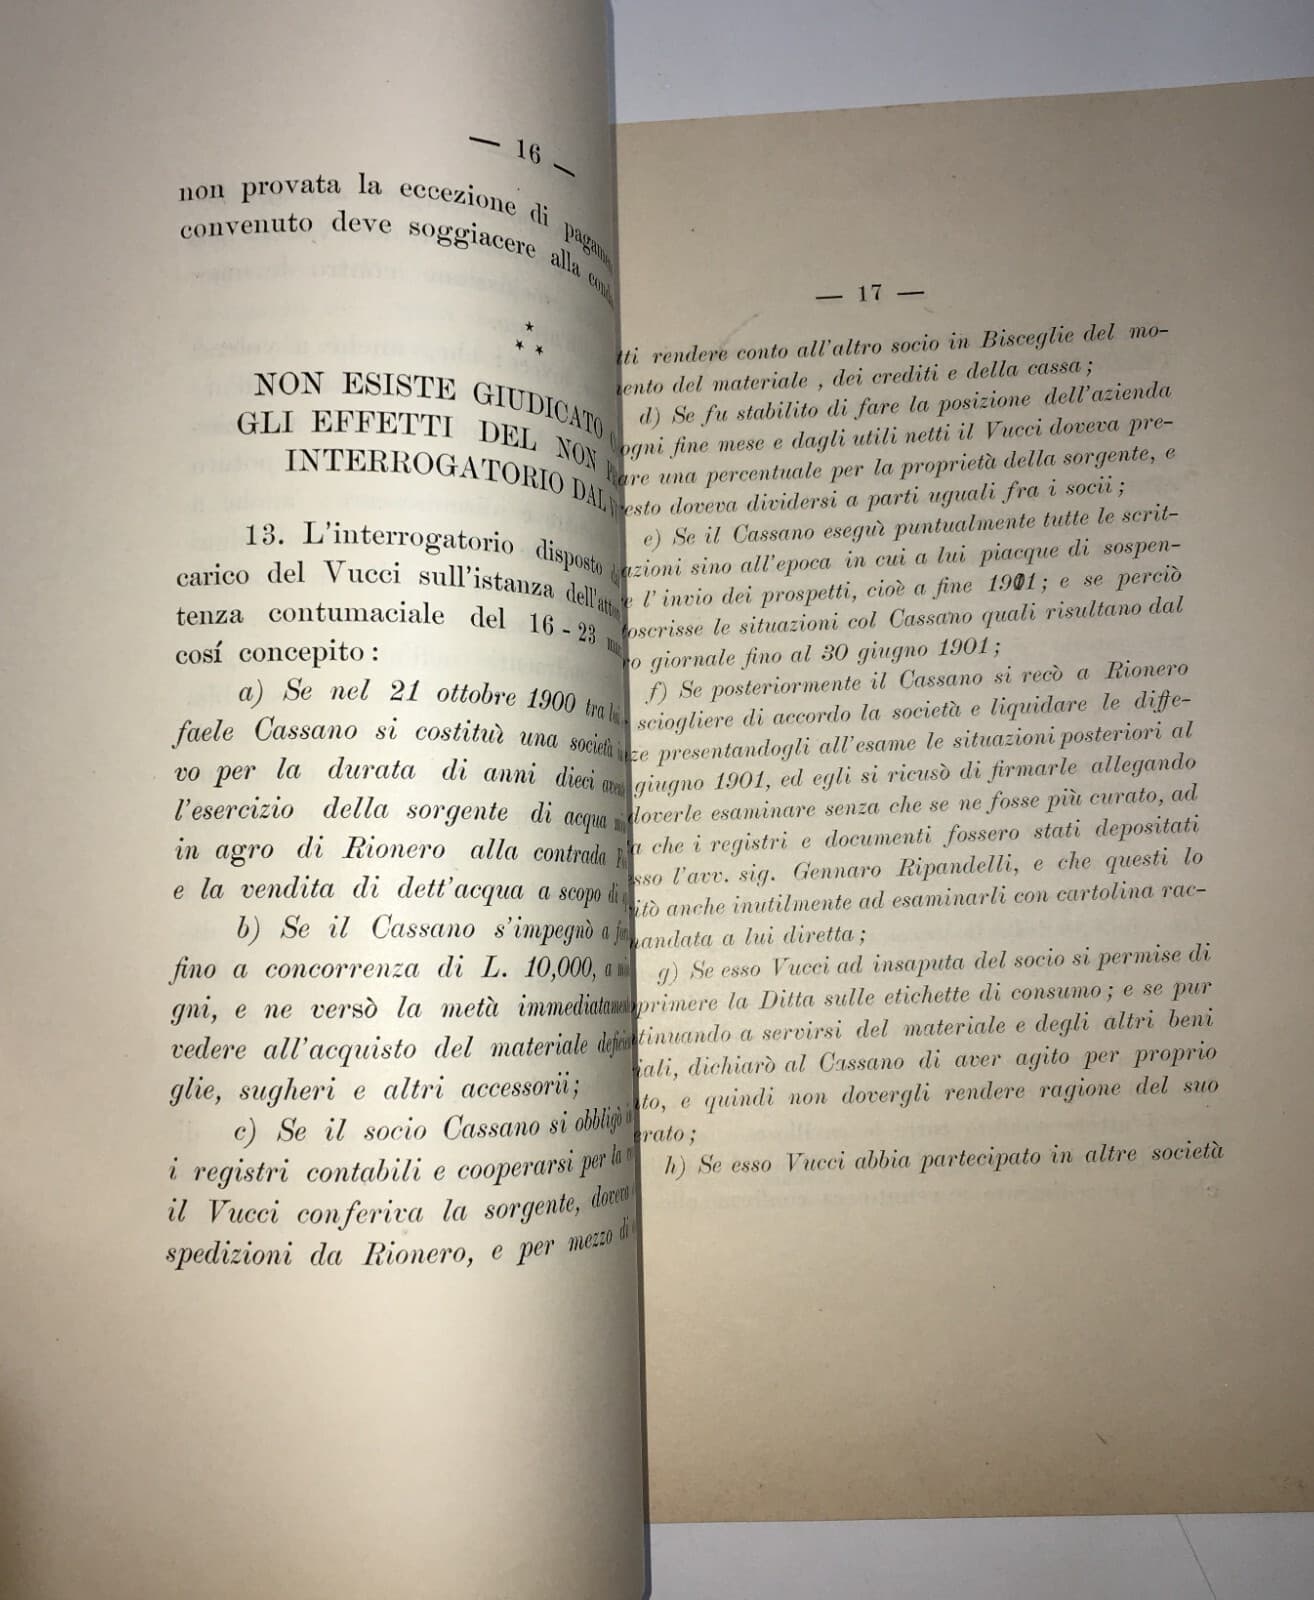 — 16 —
non provata la eccezione di
convenuto deve soggiacere alla
NON ESISTE GIUDICATO
GLI EFFETTI DEL NON
INTERROGATORIO DAL
13. L'interrogatorio disposto
carico del Vucci sull'istanza
tenza contumaciale del 16 - 23
cosí concepito :
a) Se nel 21 ottobre 1900 tra
faele Cassano si costituì una società
vo per la durata di anni dieci
l'esercizio della sorgente di acqua
in agro di Rionero alla contrada
e la vendita di dett'acqua a scopo
b) Se il Cassano s'impegnò a
fino a concorrenza di L. 10,000, a
gni, e ne versò la metà
vedere all'acquisto del materiale
glie, sugheri e altri accessorii;
c) Se il socio Cassano si obbligò
i registri contabili e cooperarsi per la
il Vucci conferiva la sorgente,
spedizioni da Rionero, e per mezzo di
— 17 —
rendere conto all'altro socio in Bisceglie del mo-
del materiale , dei crediti e della cassa ;
d) Se fu stabilito di fare la posizione dell'azienda
ogni fine mese e dagli utili netti il Vucci doveva pre-
una percentuale per la proprietà della sorgente, e
doveva dividersi a parti uguali fra i socii ;
e) Se il Cassano eseguì puntualmente tutte le scrit-
sino all'epoca in cui a lui piacque di sospen-
l' invio dei prospetti, cioè a fine 1901 ; e se perciò
le situazioni col Cassano quali risultano dal
giornale fino al 30 giugno 1901 ;
f) Se posteriormente il Cassano si recò a Rionero
sciogliere di accordo la società e liquidare le diffe-
presentandogli all'esame le situazioni posteriori al
giugno 1901, ed egli si ricusò di firmarle allegando
doverle esaminare senza che se ne fosse più curato, ad
che i registri e documenti fossero stati depositati
l'avv. sig. Gennaro Ripandelli, e che questi lo
anche inutilmente ad esaminarli con cartolina rac-
a lui diretta ;
g) Se esso Vucci ad insaputa del socio si permise di
la Ditta sulle etichette di consumo ; e se pur
a servirsi del materiale e degli altri beni
dichiarò al Cassano di aver agito per proprio
e quindi non dovergli rendere ragione del suo
h) Se esso Vucci abbia partecipato in altre società